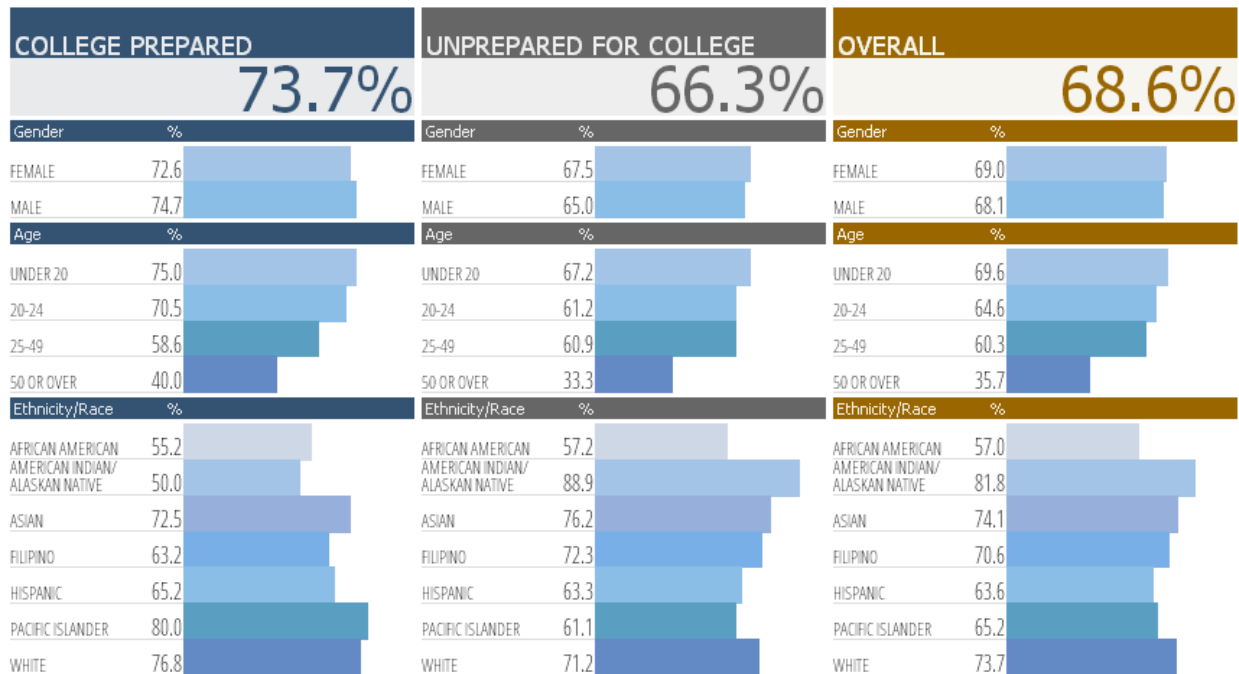 COLLEGE PREPARED
73.7%
Gender %
FEMALE 72.6
MALE 74.7
Age %
UNDER 20 75.0
20-24 70.5
25-49 58.6
50 OR OVER 40.0
Ethnicity/Race %
AFRICAN AMERICAN 55.2
AMERICAN INDIAN/
ALASKAN NATIVE 50.0
ASIAN 72.5
FILIPINO 63.2
HISPANIC 65.2
PACIFIC ISLANDER 80.0
WHITE 76.8
UNPREPARED FOR COLLEGE
66.3%
Gender %
FEMALE 67.5
MALE 65.0
Age %
UNDER 20 67.2
20-24 61.2
25-49 60.9
50 OR OVER 33.3
Ethnicity/Race %
AFRICAN AMERICAN 57.2
AMERICAN INDIAN/
ALASKAN NATIVE 88.9
ASIAN 76.2
FILIPINO 72.3
HISPANIC 63.3
PACIFIC ISLANDER 61.1
WHITE 71.2
OVERALL
68.6%
Gender %
FEMALE 69.0
MALE 68.1
Age %
UNDER 20 69.6
20-24 64.6
25-49 60.3
50 OR OVER 35.7
Ethnicity/Race %
AFRICAN AMERICAN 57.0
AMERICAN INDIAN/
ALASKAN NATIVE 81.8
ASIAN 74.1
FILIPINO 70.6
HISPANIC 63.6
PACIFIC ISLANDER 65.2
WHITE 73.7